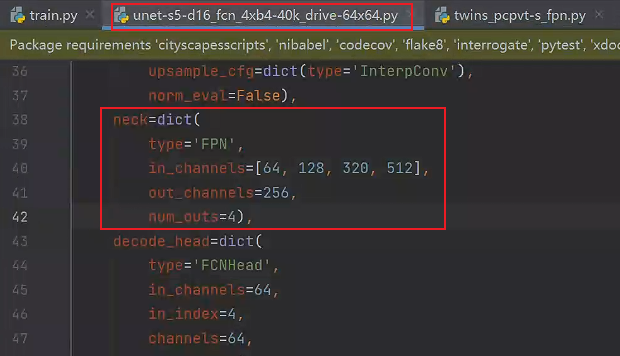 train.py
unet-s5-d16_fcn_4xb4-40k_drive-64x64.py
twins_pcpvt-s_fpn.py
Package requirements 'cityscapesscripts', 'nibabel', 'codecov', 'flake8', 'interrogate', 'pytest', 'xdoc
36 upsample_cfg=dict(type='InterpConv'),
37 norm_eval=False),
38 neck=dict(
39 type='FPN',
40 in_channels=[64, 128, 320, 512],
41 out_channels=256,
42 num_outs=4),
43 decode_head=dict(
44 type='FCNHead',
45 in_channels=64,
46 in_index=4,
47 channels=64,